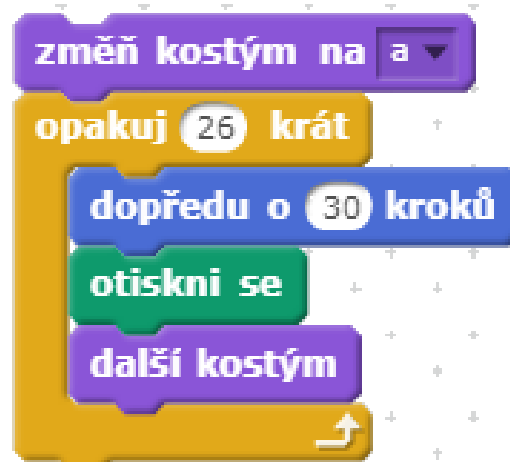 změň kostým na a
opakuj 26 krát
dopředu o 30 kroků
otiskni se
další kostým